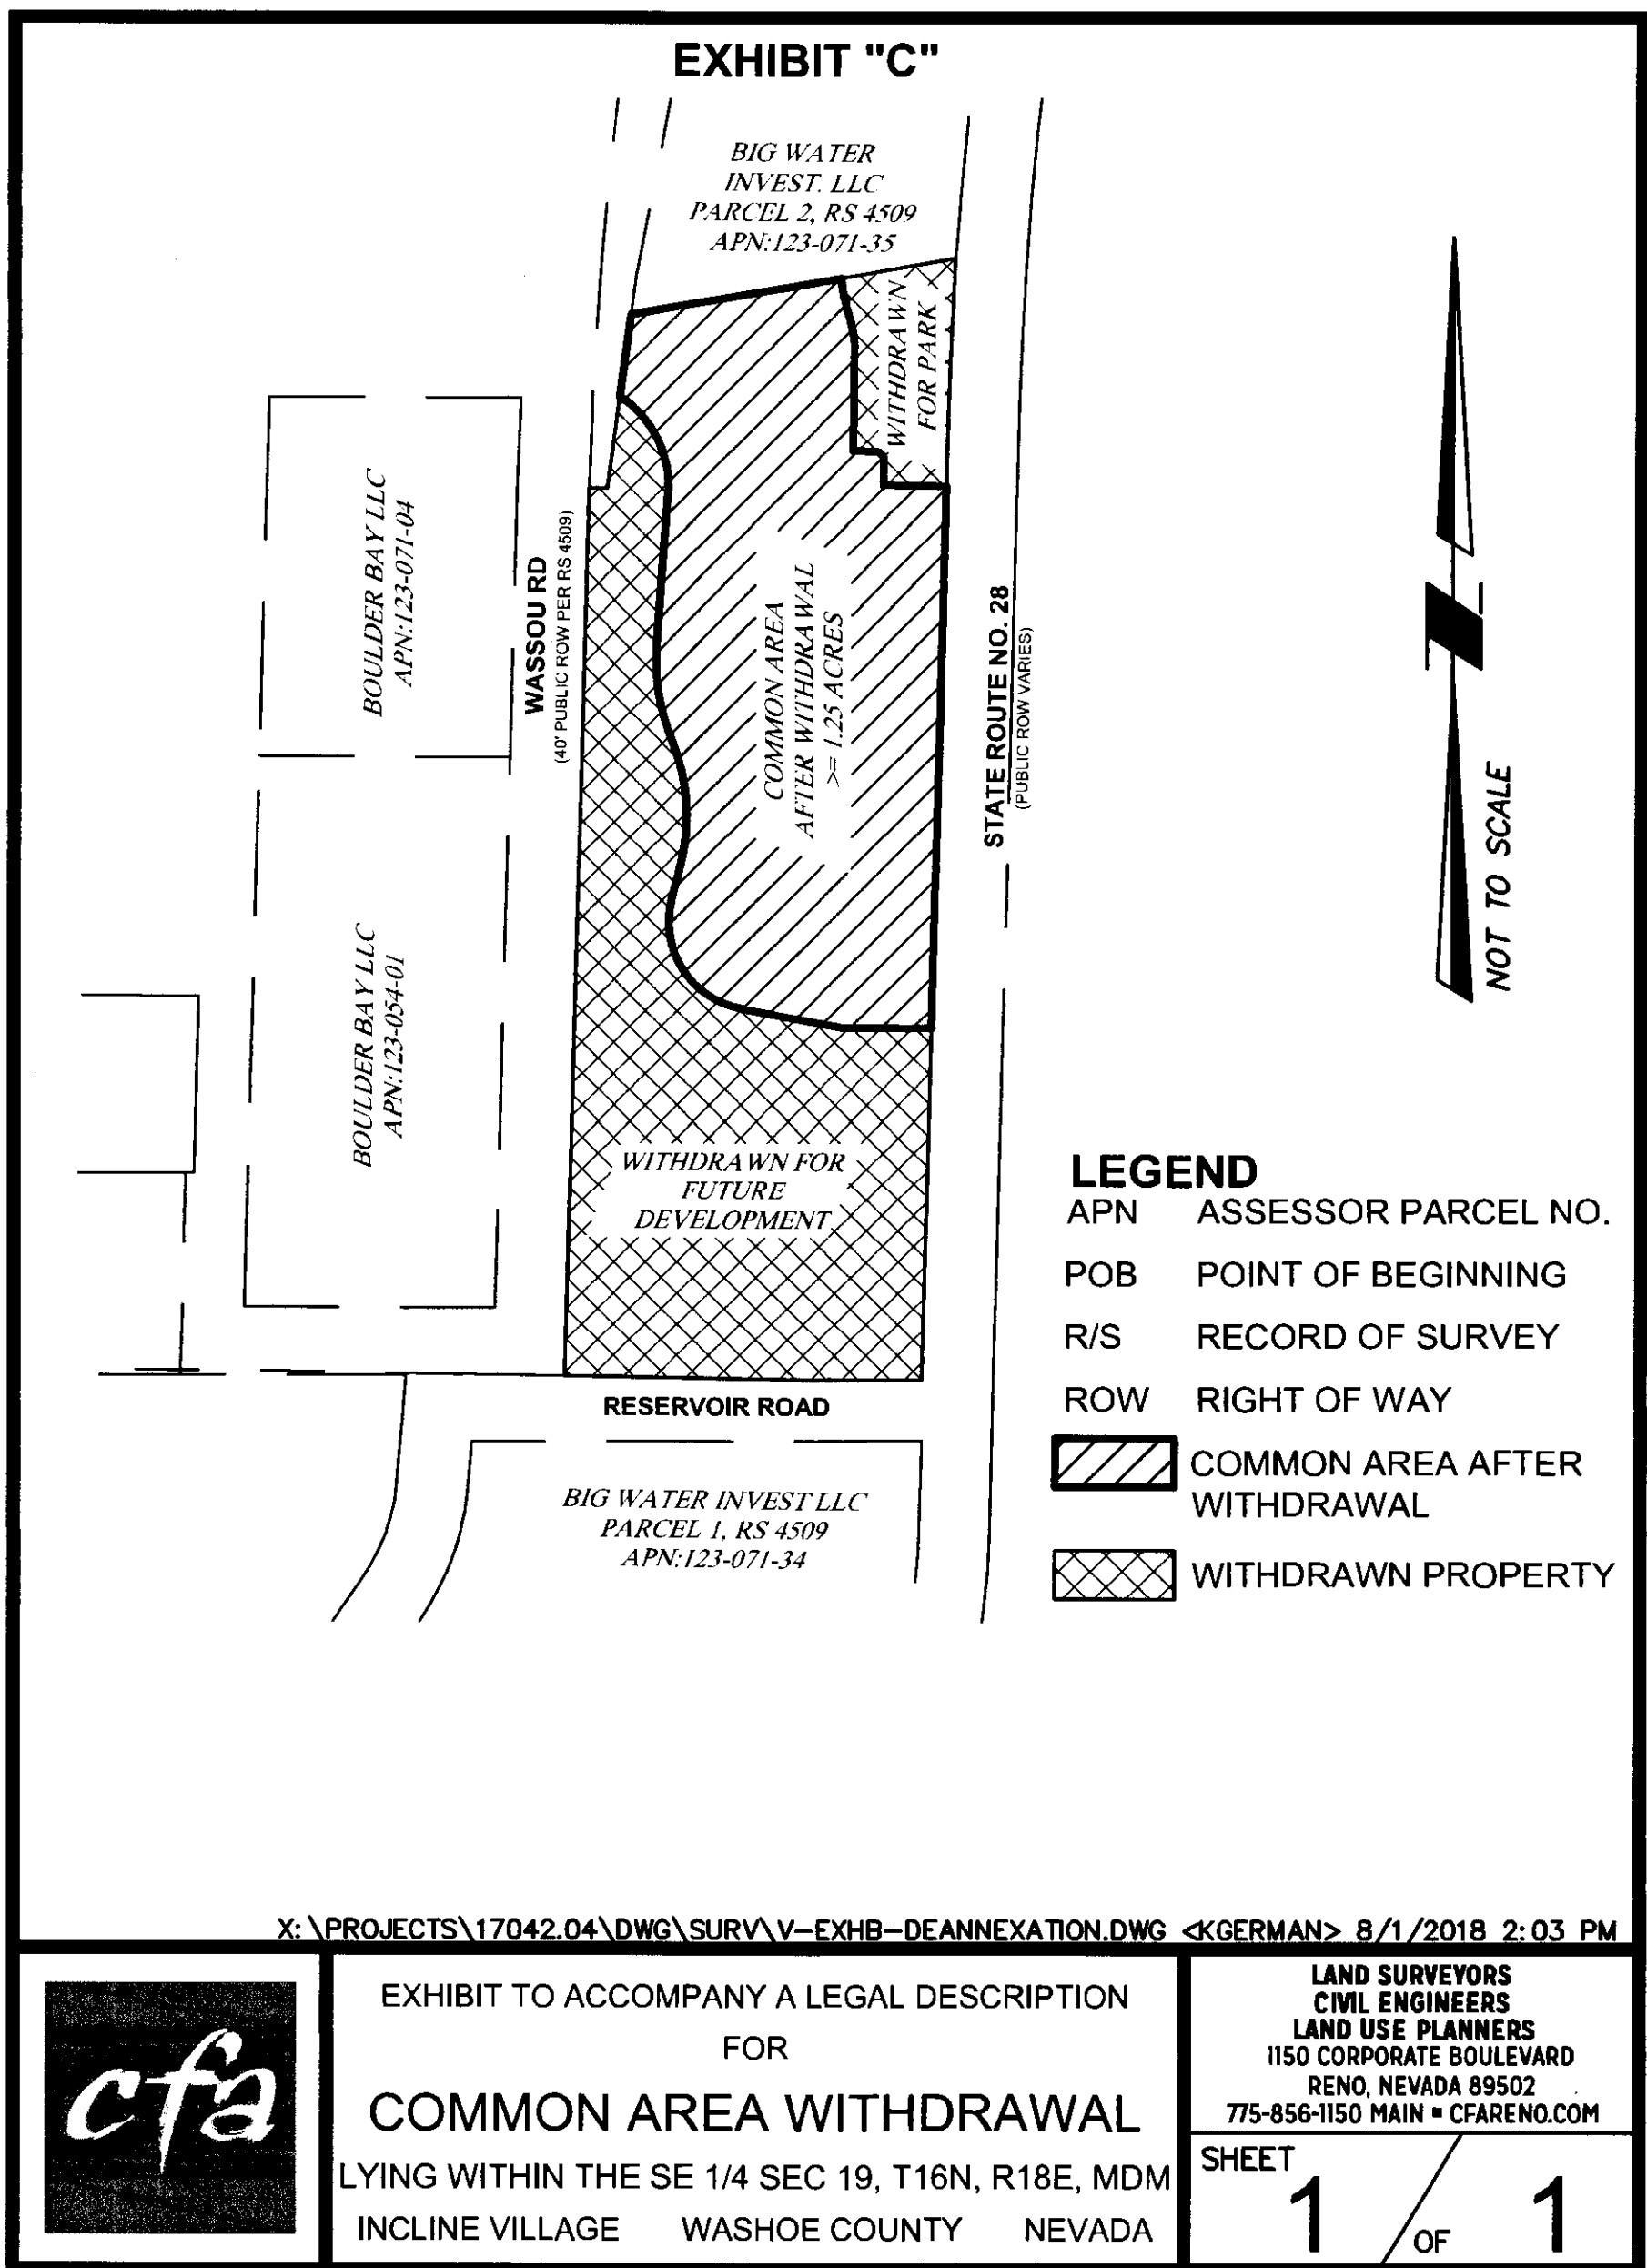 EXHIBIT "C"
BIG WATER
INVEST. LLC
PARCEL 2, RS 4509
APN:123-071-35
WITHDRAWN
FOR PARK
BOULDER BAY LLC
APN:123-071-04
WASSOU RD
(40' PUBLIC ROW PER RS 4509)
COMMON AREA
AFTER WITHDRAWAL
>= 1.25 ACRES
STATE ROUTE NO. 28
(PUBLIC ROW VARIES)
N
NOT TO SCALE
BOULDER BAY LLC
APN:123-054-01
WITHDRAWN FOR
FUTURE
DEVELOPMENT
RESERVOIR ROAD
BIG WATER INVEST LLC
PARCEL 1, RS 4509
APN:123-071-34
LEGEND
APN ASSESSOR PARCEL NO.
POB POINT OF BEGINNING
R/S RECORD OF SURVEY
ROW RIGHT OF WAY
COMMON AREA AFTER
WITHDRAWAL
WITHDRAWN PROPERTY
X:\PROJECTS\17042.04\DWG\SURV\V-EXHB-DEANNEXATION.DWG <KGERMAN> 8/1/2018 2:03 PM
cfa
EXHIBIT TO ACCOMPANY A LEGAL DESCRIPTION
FOR
COMMON AREA WITHDRAWAL
LYING WITHIN THE SE 1/4 SEC 19, T16N, R18E, MDM
INCLINE VILLAGE WASHOE COUNTY NEVADA
LAND SURVEYORS
CIVIL ENGINEERS
LAND USE PLANNERS
1150 CORPORATE BOULEVARD
RENO, NEVADA 89502
775-856-1150 MAIN ▪ CFARENO.COM
SHEET
1 / OF 1